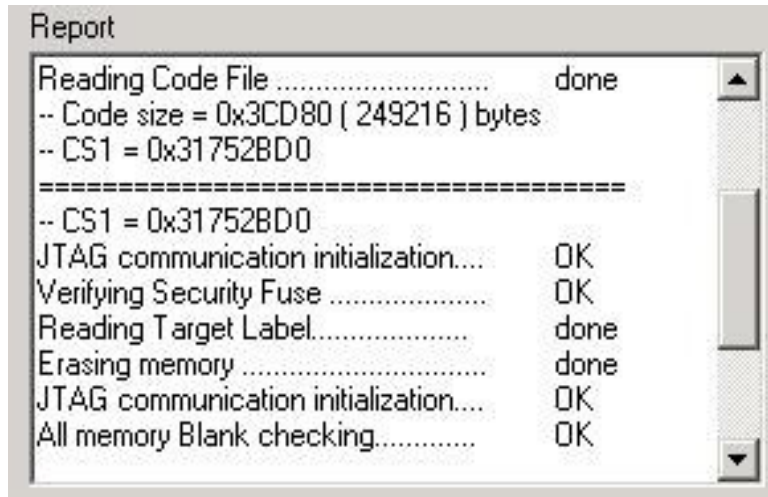 Report
Reading Code File ........................... done
-- Code size = 0x3CD80 ( 249216 ) bytes
-- CS1 = 0x31752BD0
=====================================
-- CS1 = 0x31752BD0
JTAG communication initialization.... OK
Verifying Security Fuse .................... OK
Reading Target Label.................... done
Erasing memory ............................... done
JTAG communication initialization.... OK
All memory Blank checking............. OK